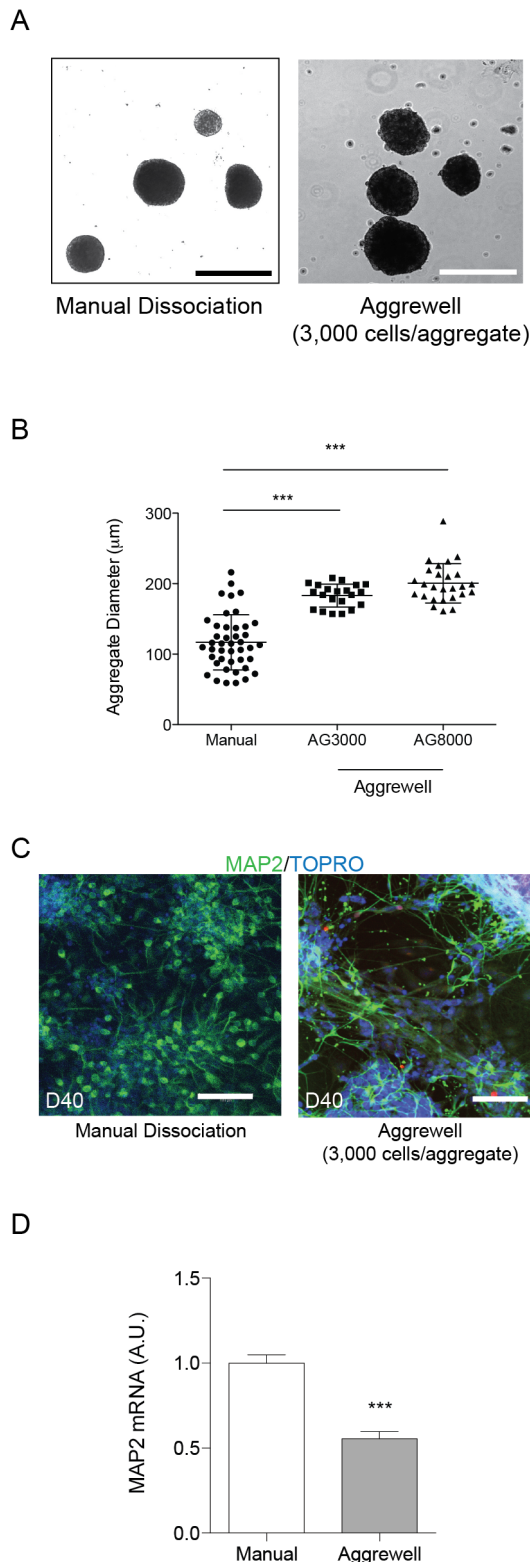 A
Manual Dissociation
Aggrewell
(3,000 cells/aggregate)
B
***
***
Aggregate Diameter (μm)
300
200
100
0
Manual
AG3000
AG8000
Aggrewell
C
MAP2/TOPRO
D40
D40
Manual Dissociation
Aggrewell
(3,000 cells/aggregate)
D
MAP2 mRNA (A.U.)
1.5
1.0
0.5
0.0
***
Manual
Aggrewell